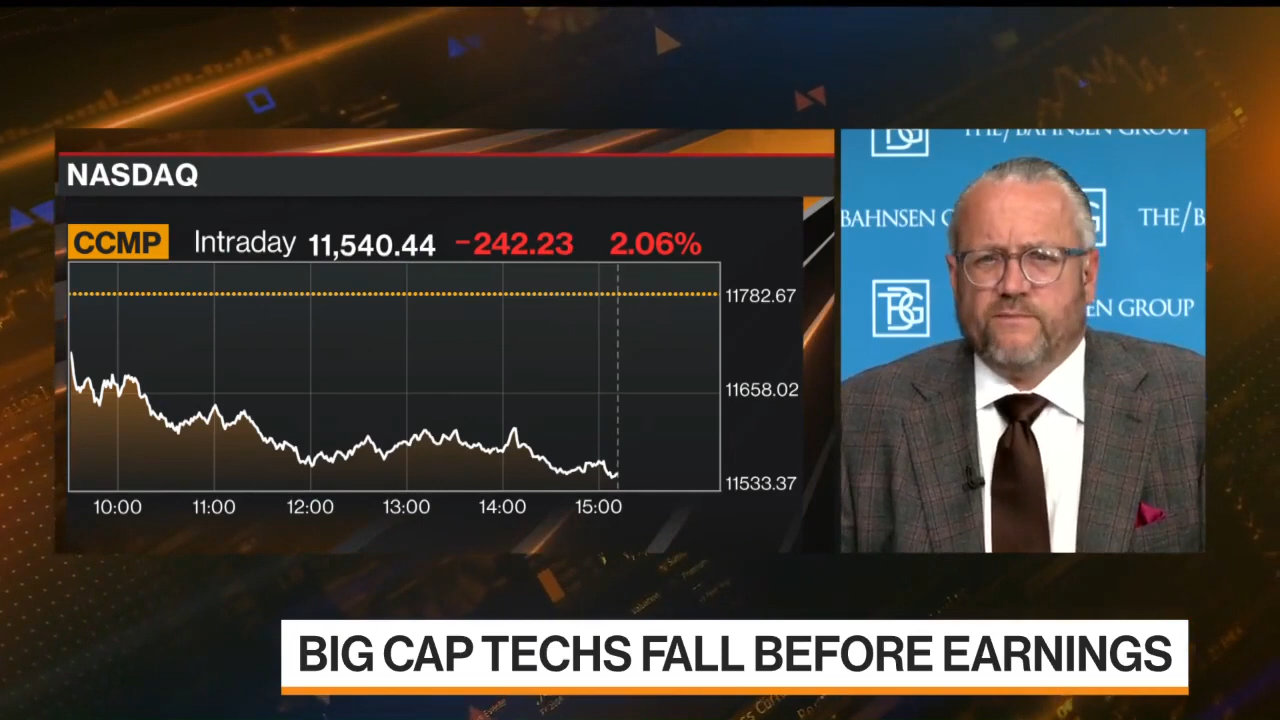 NASDAQ
CCMP Intraday 11,540.44 -242.23 2.06%
11782.67
11658.02
11533.37
10:00 11:00 12:00 13:00 14:00 15:00
THE/BAHNSEN GROUP
BAHNSEN G
THE/B
EN GROUP
BIG CAP TECHS FALL BEFORE EARNINGS